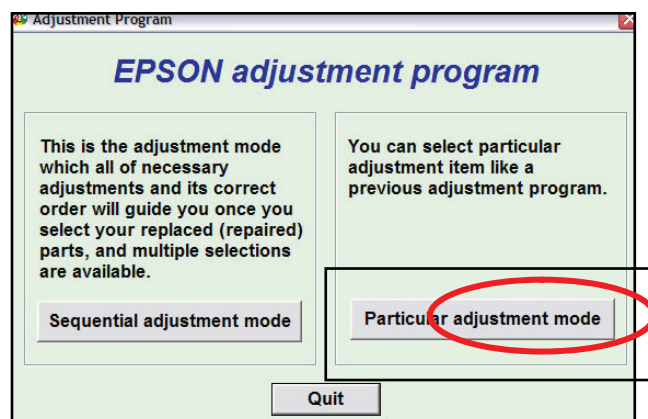 Adjustment Program
EPSON adjustment program
This is the adjustment mode
which all of necessary
adjustments and its correct
order will guide you once you
select your replaced (repaired)
parts, and multiple selections
are available.
Sequential adjustment mode
You can select particular
adjustment item like a
previous adjustment program.
Particular adjustment mode
Quit